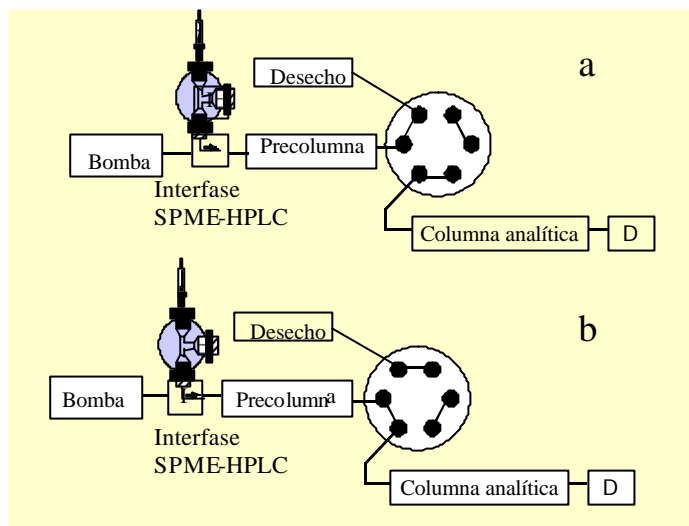 a
Desecho
Bomba
Precolumna
Interfase
SPME-HPLC
Columna analítica
D
b
Desecho
Bomba
Precolumna
Interfase
SPME-HPLC
Columna analítica
D